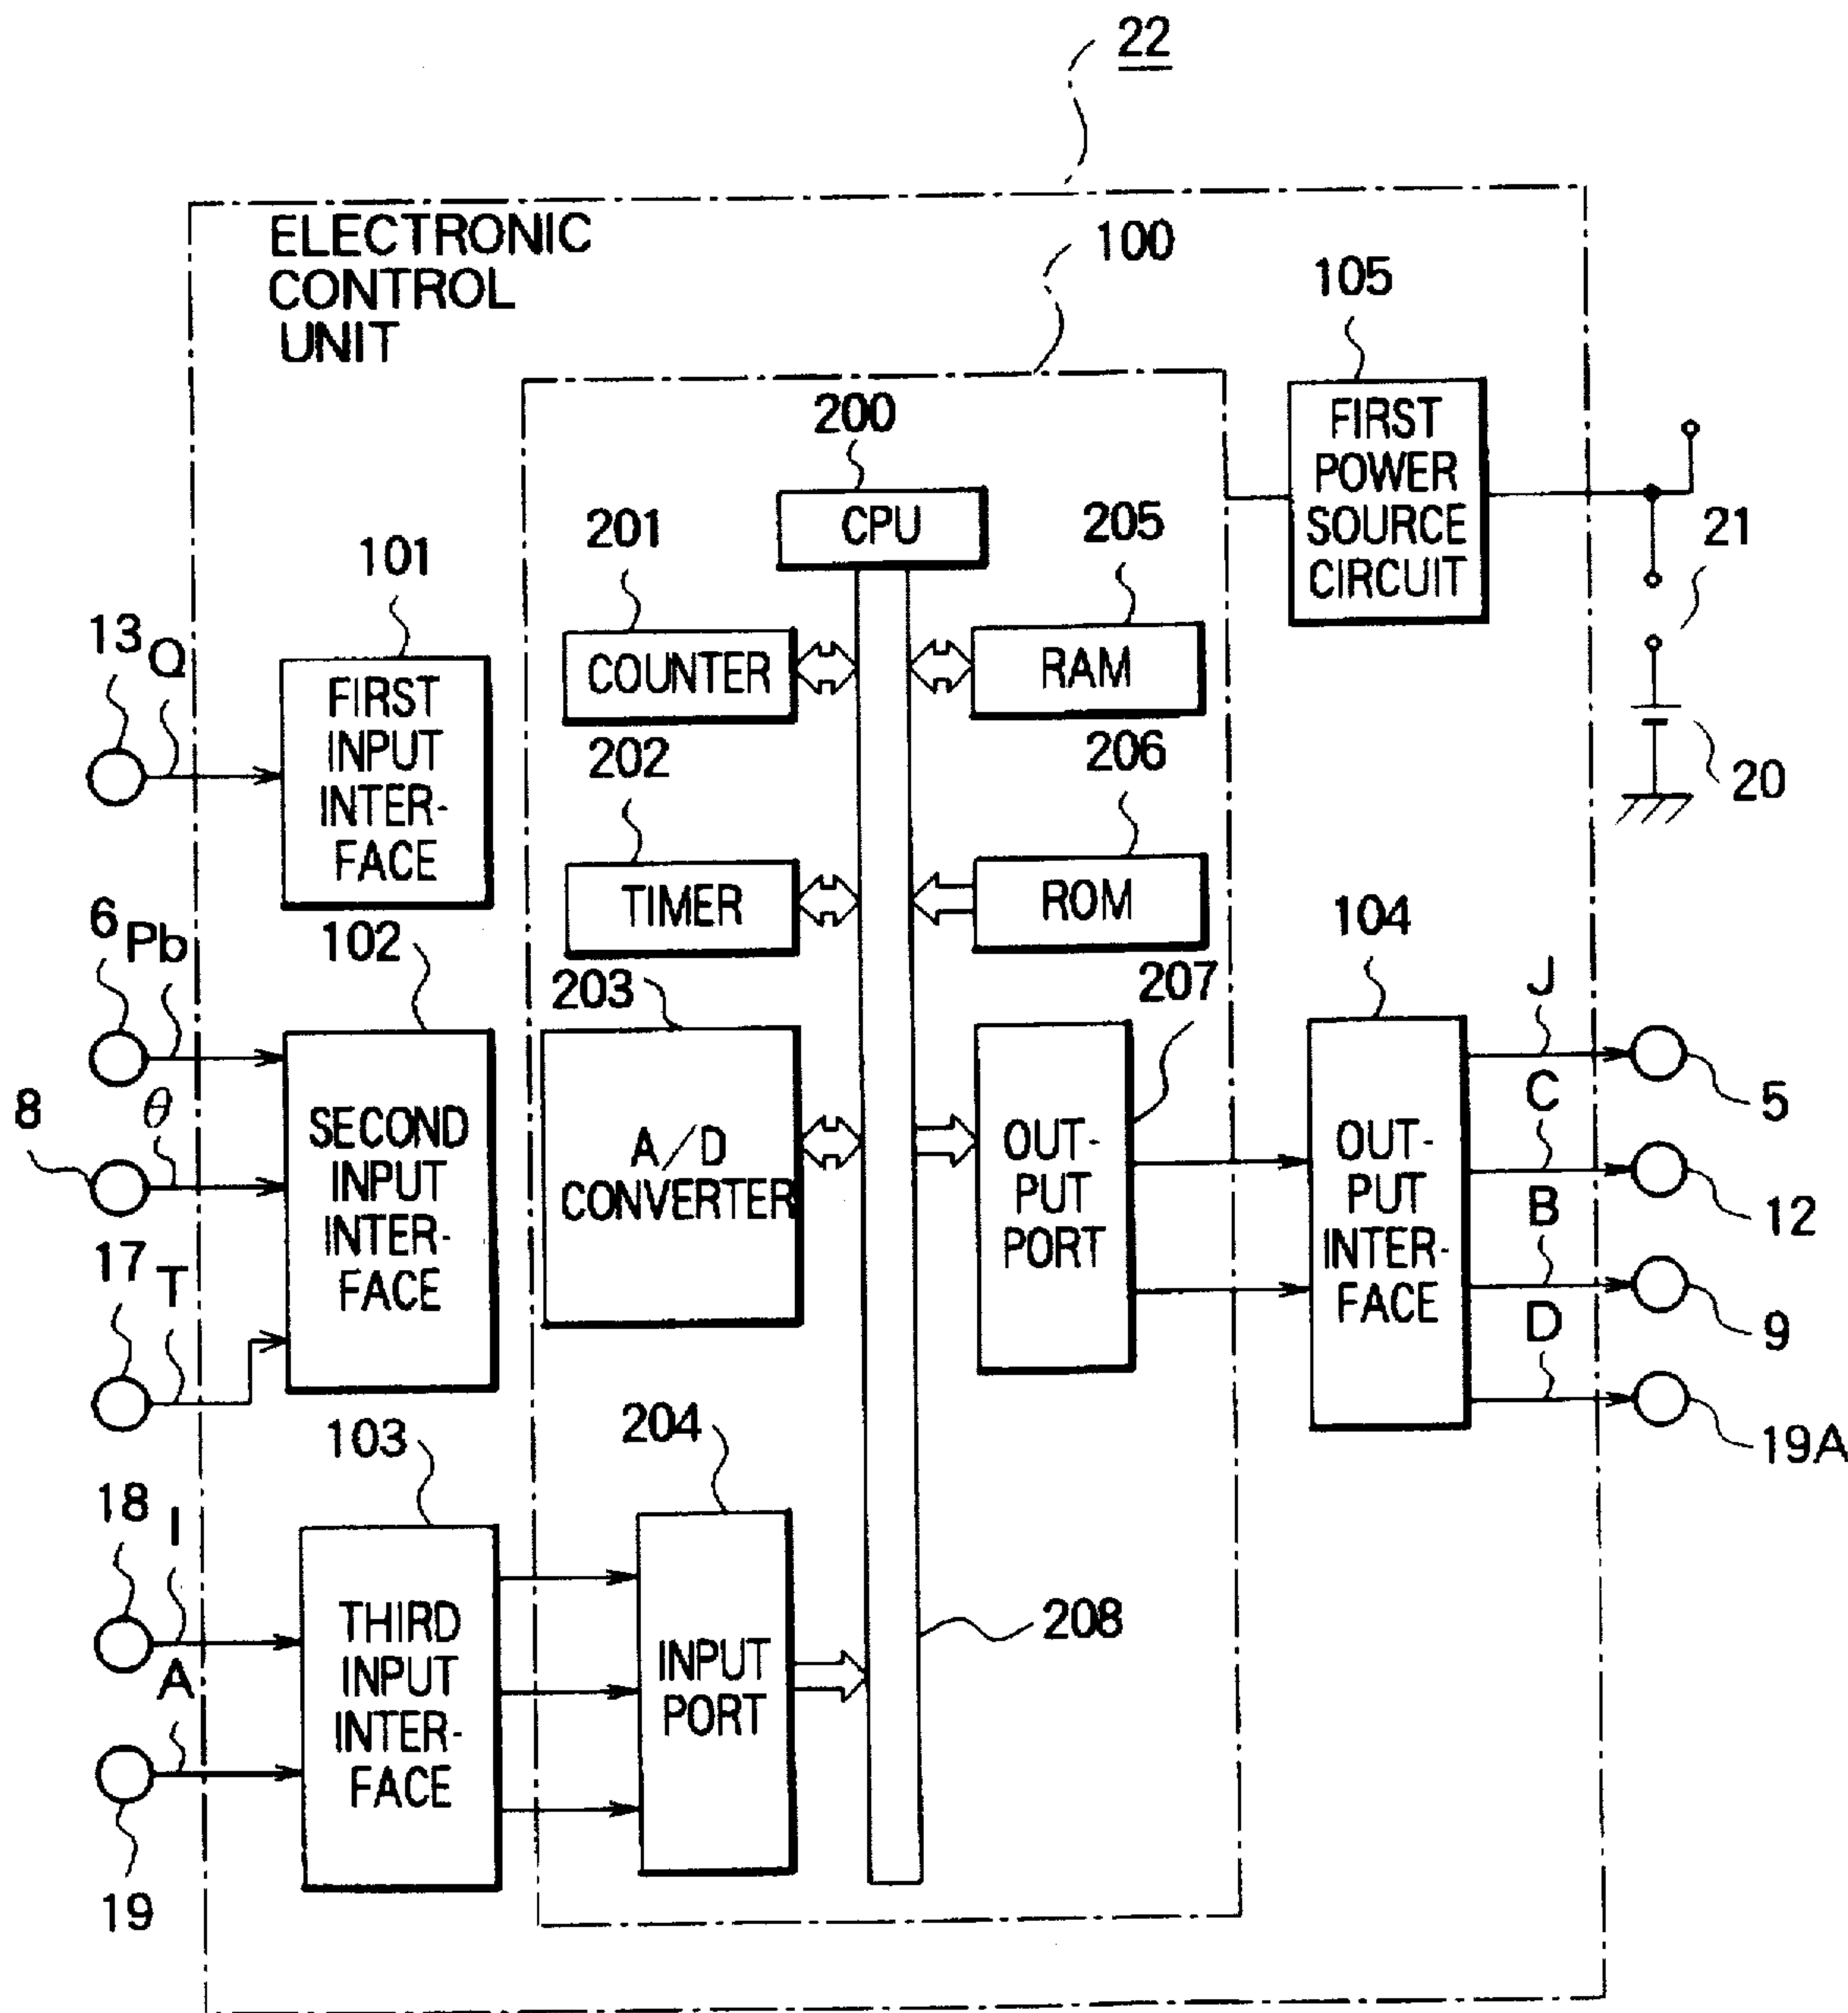 22
ELECTRONIC
CONTROL
UNIT
100
105
FIRST
POWER
SOURCE
CIRCUIT
200
CPU
201
COUNTER
205
RAM
21
20
101
13
Q
FIRST
INPUT
INTER-
FACE
202
TIMER
206
ROM
6
Pb
102
8
θ
17
T
SECOND
INPUT
INTER-
FACE
203
A/D
CONVERTER
207
OUT-
PUT
PORT
104
OUT-
PUT
INTER-
FACE
J
5
C
12
B
9
D
19A
103
18
I
A
19
THIRD
INPUT
INTER-
FACE
204
INPUT
PORT
208